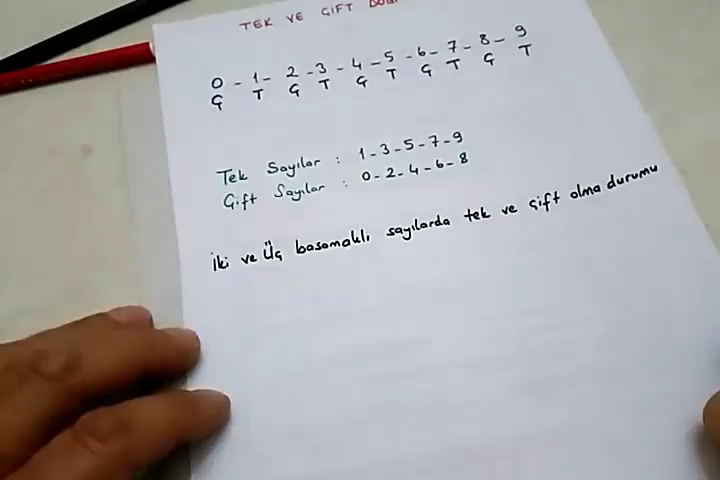 TEK VE ÇİFT
0 - 1 - 2 - 3 - 4 - 5 - 6 - 7 - 8 - 9
Ç T Ç T Ç T Ç T Ç T
Tek Sayılar : 1 - 3 - 5 - 7 - 9
Çift Sayılar : 0 - 2 - 4 - 6 - 8
İki ve Üç basamaklı sayılarda tek ve çift olma durumu